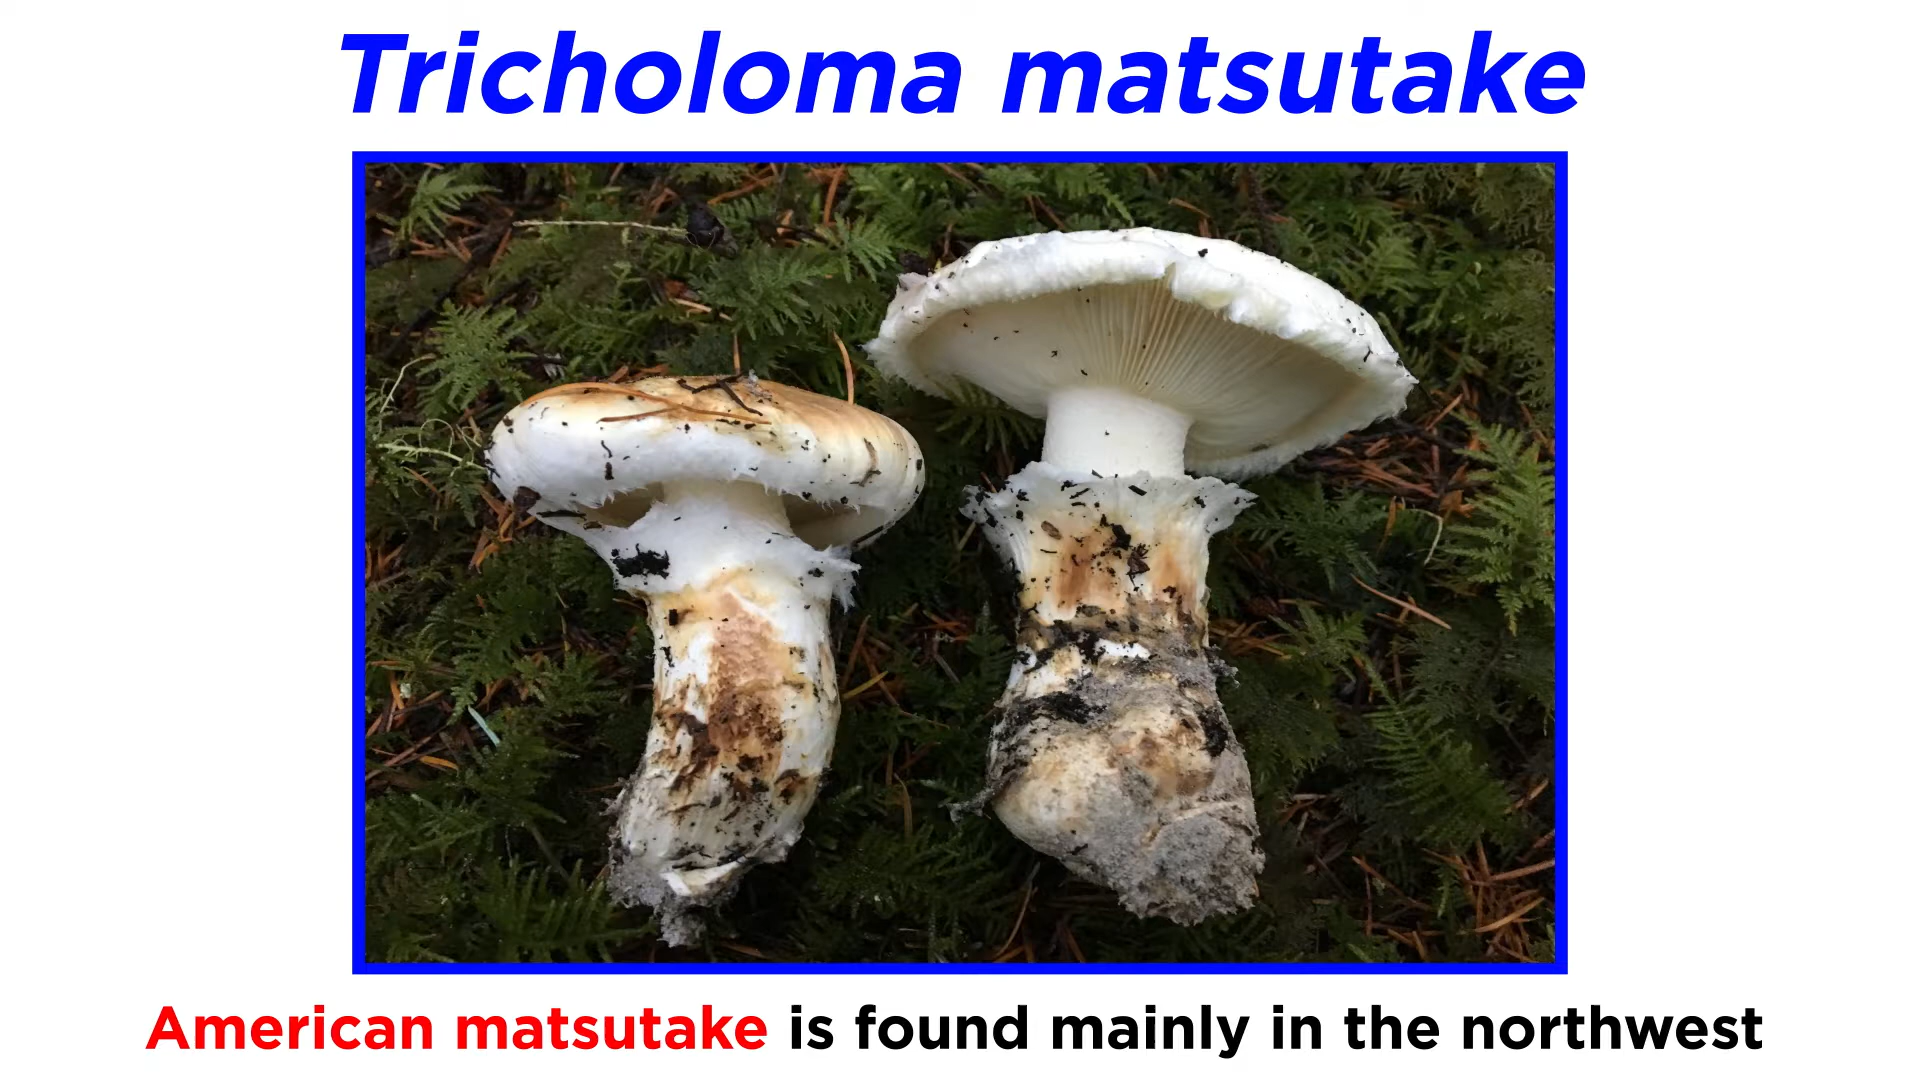 Tricholoma matsutake
American matsutake is found mainly in the northwest